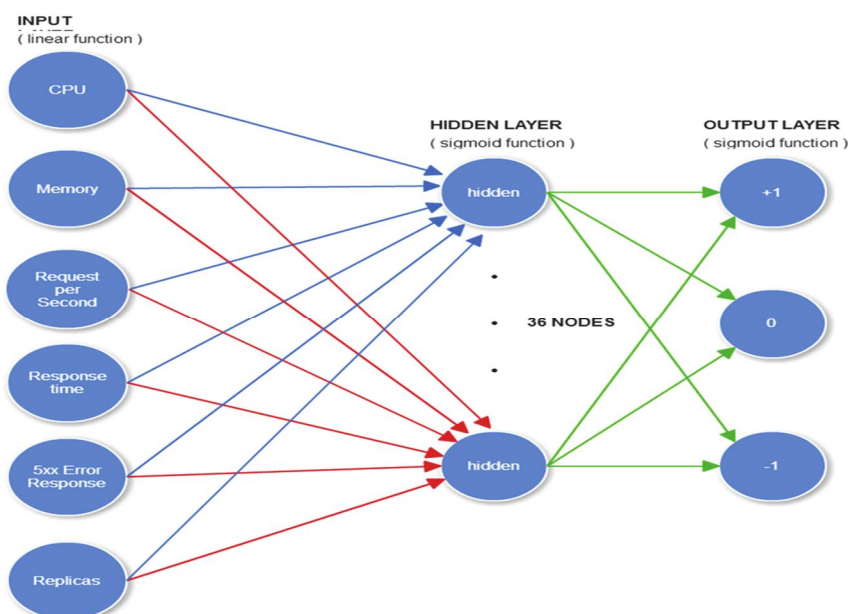 INPUT
( linear function )
CPU
Memory
Request
per
Second
Response
time
5xx Error
Response
Replicas
HIDDEN LAYER
( sigmoid function )
hidden
36 NODES
hidden
OUTPUT LAYER
( sigmoid function )
+1
0
-1